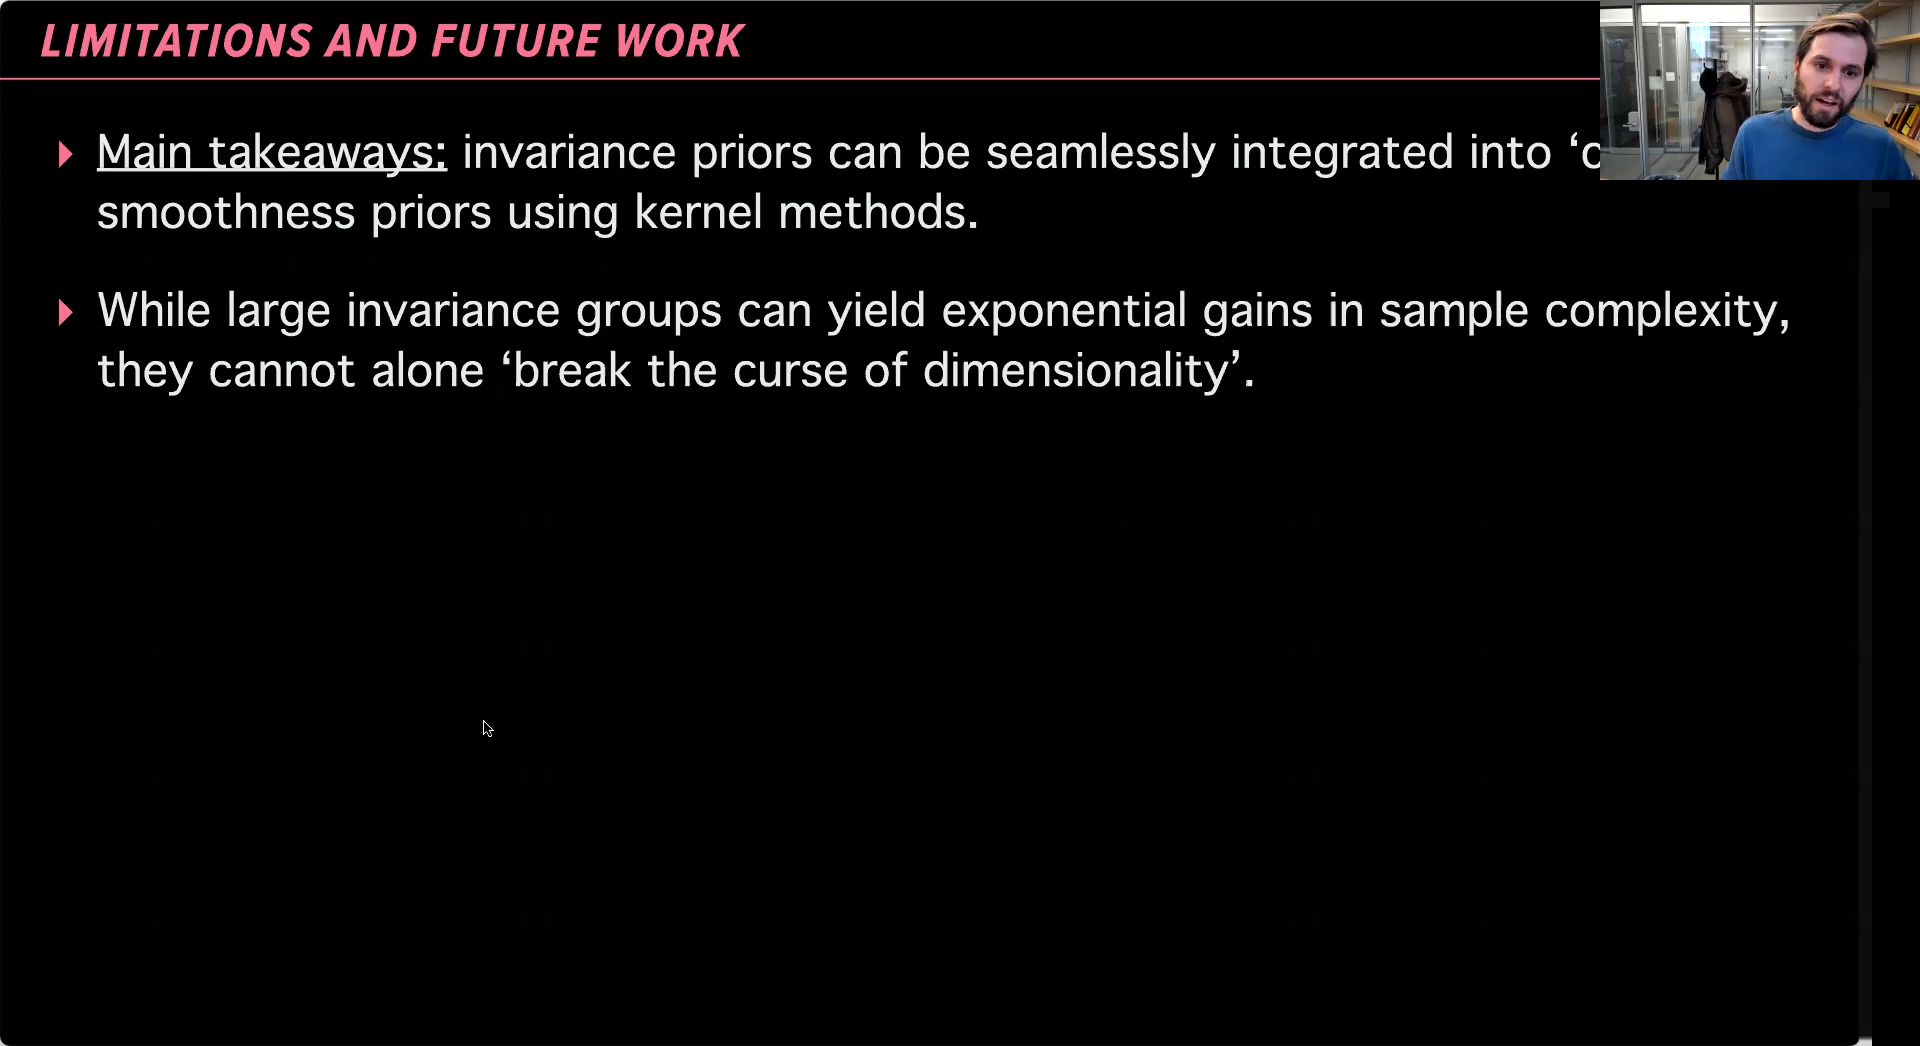 LIMITATIONS AND FUTURE WORK
Main takeaways: invariance priors can be seamlessly integrated into
smoothness priors using kernel methods.
While large invariance groups can yield exponential gains in sample complexity,
they cannot alone ‘break the curse of dimensionality’.